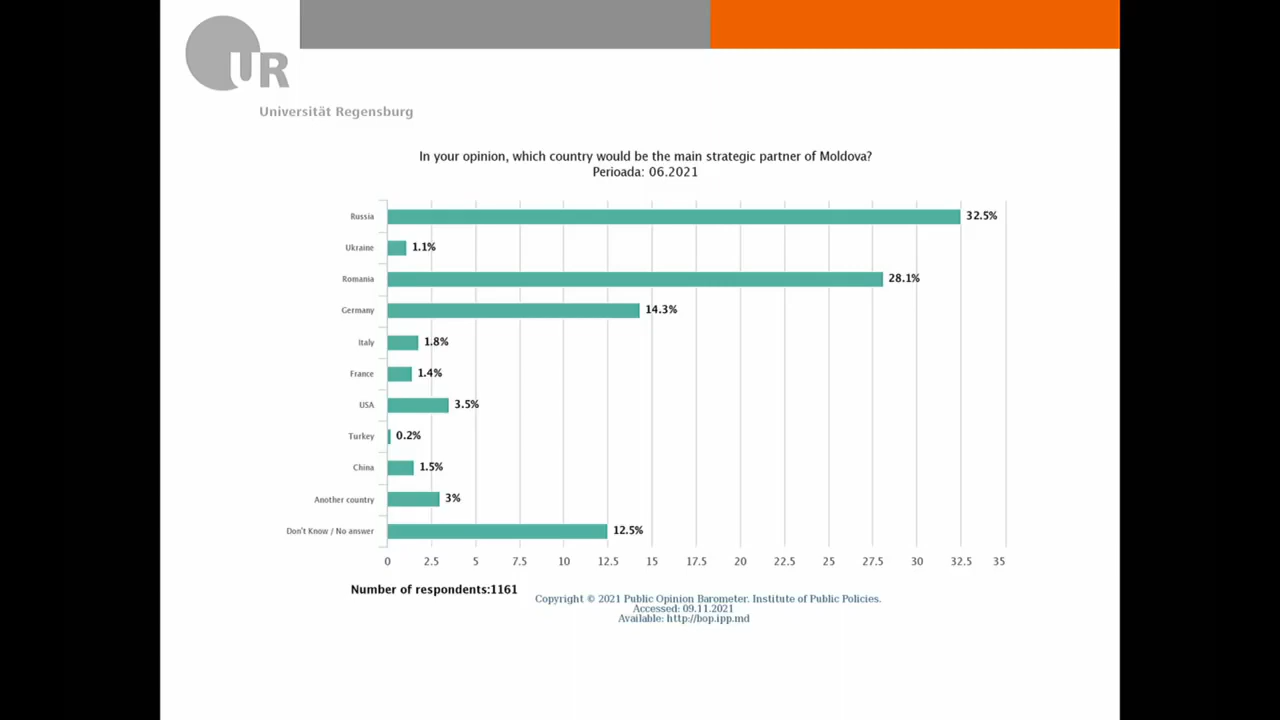 UR
Universität Regensburg
In your opinion, which country would be the main strategic partner of Moldova?
Perioada: 06.2021
Russia 32.5%
Ukraine 1.1%
Romania 28.1%
Germany 14.3%
Italy 1.8%
France 1.4%
USA 3.5%
Turkey 0.2%
China 1.5%
Another country 3%
Don't Know / No answer 12.5%
0 2.5 5 7.5 10 12.5 15 17.5 20 22.5 25 27.5 30 32.5 35
Number of respondents:1161
Copyright © 2021 Public Opinion Barometer. Institute of Public Policies.
Accessed: 09.11.2021
Available: http://bop.ipp.md